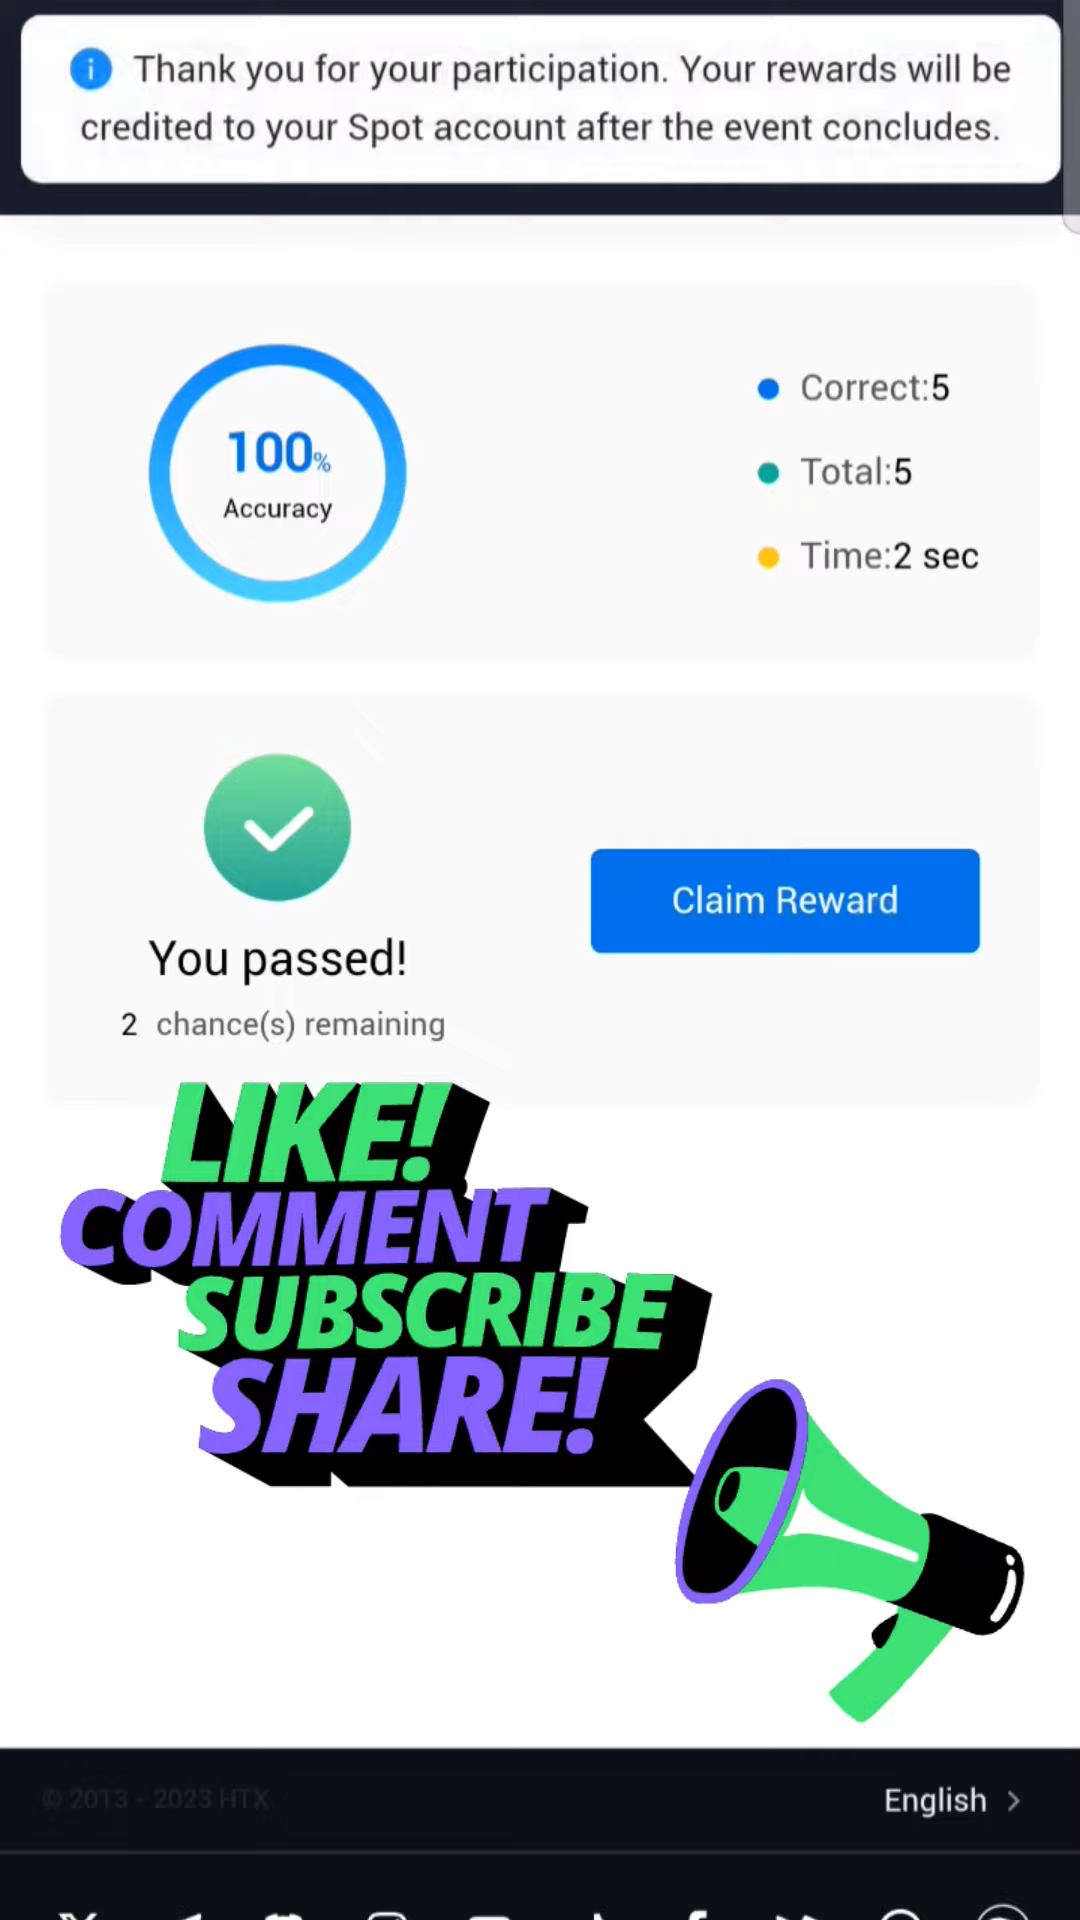 Thank you for your participation. Your rewards will be
credited to your Spot account after the event concludes.
100%
Accuracy
Correct:5
Total:5
Time:2 sec
You passed!
2 chance(s) remaining
Claim Reward
LIKE!
COMMENT
SUBSCRIBE
SHARE!
© 2013 - 2023 HTX
English